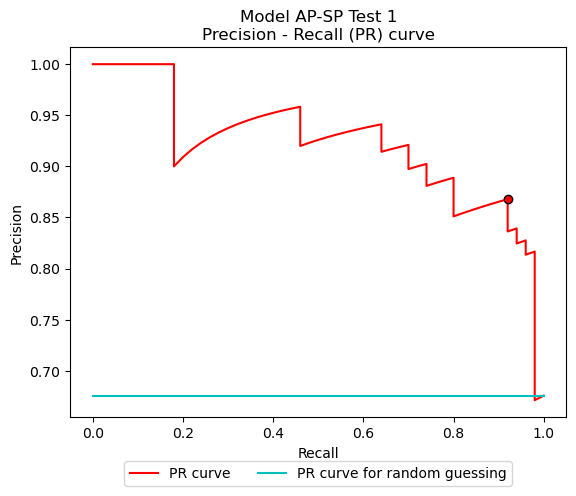 Model AP-SP Test 1
Precision - Recall (PR) curve
1.00
0.95
0.90
0.85
0.80
0.75
0.70
Precision
0.0 0.2 0.4 0.6 0.8 1.0
Recall
PR curve PR curve for random guessing